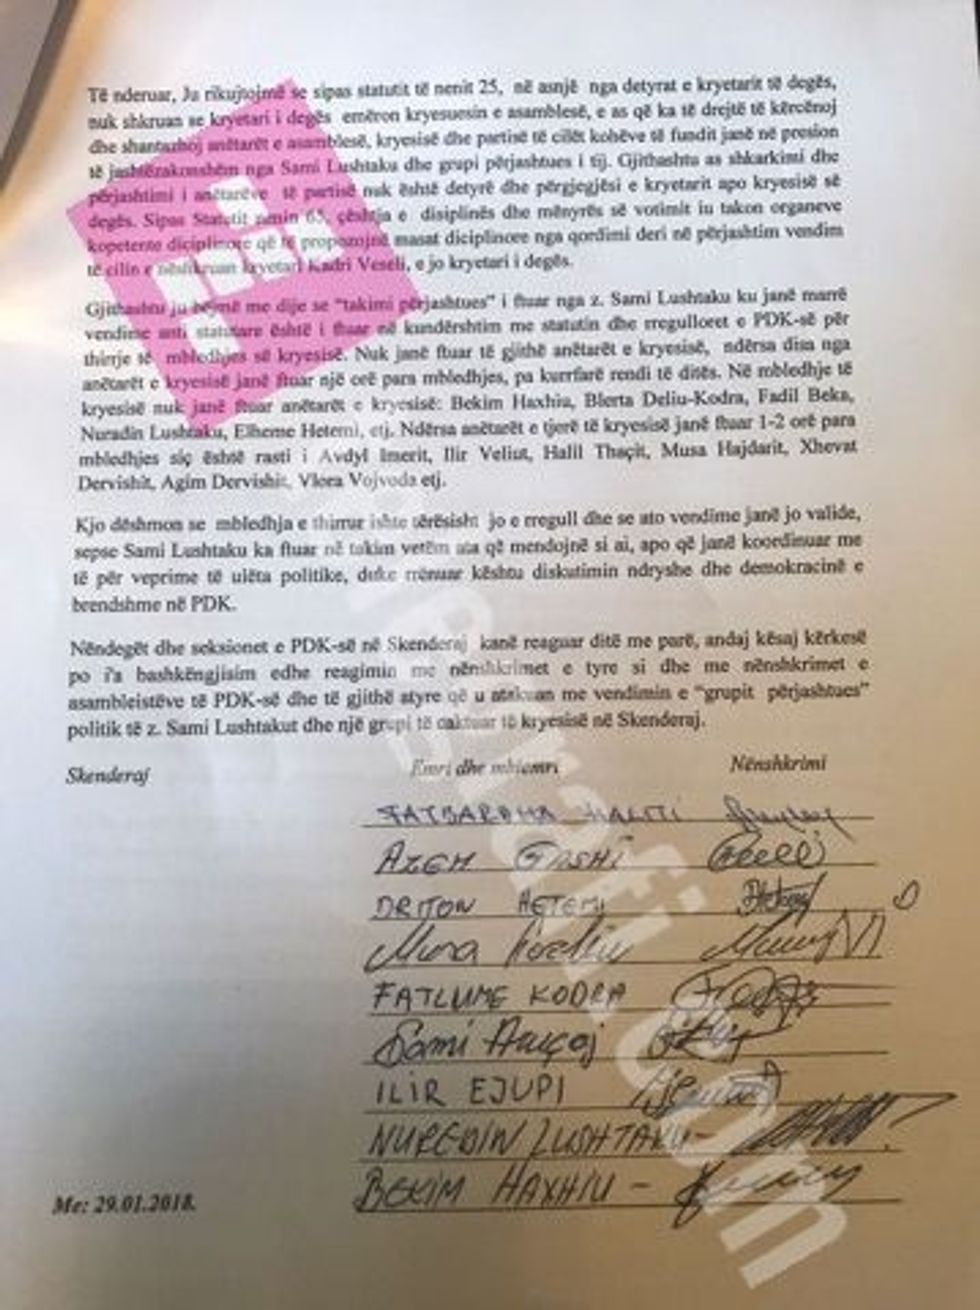 Të nderuar, Ju rikujtojmë se sipas statutit të nenit 25, në asnjë nga detyrat e kryetarit të degës,
nuk shkruan se kryetari i degës emëron kryesuesin e asamblesë, e as që ka të drejtë të kërcënoj
dhe shantazhoj anëtarët e asamblesë, kryesisë dhe partisë të cilët kohëve të fundit janë në presion
të jashtëzakonshëm nga Sami Lushtaku dhe grupi përjashtues i tij. Gjithashtu as shkarkimi dhe
përjashtimi i anëtarëve të partisë nuk është detyrë dhe përgjegjësi e kryetarit apo kryesisë së
degës. Sipas Statutit nenin 65, çështja e disiplinës dhe mënyrës së votimit iu takon organeve
kopetente diciplinore që të propozojnë masat diciplinore nga qordimi deri në përjashtim vendim
të cilin e nënshkruan kryetari Kadri Veseli, e jo kryetari i degës.
Gjithashtu ju bëjmë me dije se "takimi përjashtues" i ftuar nga z. Sami Lushtaku ku janë marrë
vendime anti statutare është i ftuar në kundërshtim me statutin dhe rregulloret e PDK-së për
thirrje të mbledhjes së kryesisë. Nuk janë ftuar të gjithë anëtarët e kryesisë, ndërsa disa nga
anëtarët e kryesisë janë ftuar një orë para mbledhjes, pa kurrfarë rendi të ditës. Në mbledhje të
kryesisë nuk janë ftuar anëtarët e kryesisë: Bekim Haxhiu, Blerta Deliu-Kodra, Fadil Beka,
Nuradin Lushtaku, Elheme Hetemi, etj. Ndërsa anëtarët e tjerë të kryesisë janë ftuar 1-2 orë para
mbledhjes siç është rasti i Avdyl Imerit, Ilir Veliut, Halil Thaçit, Musa Hajdarit, Xhevat
Dervishit, Agim Dervishit, Vlora Vojvoda etj.
Kjo dëshmon se mbledhja e thirrur ishte tërësisht jo e rregull dhe se ato vendime janë jo valide,
sepse Sami Lushtaku ka ftuar në takim vetëm ata që mendojnë si ai, apo që janë koordinuar me
të për veprime të ulëta politike, duke rrënuar kështu diskutimin ndryshe dhe demokracinë e
brendshme në PDK.
Nëndegët dhe seksionet e PDK-së në Skenderaj kanë reaguar ditë me parë, andaj kësaj kërkesë
po i'a bashkëngjisim edhe reagimin me nënshkrimet e tyre si dhe me nënshkrimet e
asambleistëve të PDK-së dhe të gjithë atyre që u atakuan me vendimin e "grupit përjashtues"
politik të z. Sami Lushtakut dhe një grupi të caktuar të kryesisë në Skenderaj.
Skenderaj Emri dhe mbiemri Nënshkrimi
FATBARDHA HALITI
AZEM GASHI
DRITON HETEMI
FATLUME KODRA
Sami
ILIR EJUPI
NUREDIN LUSHTAKU-
BEKIM HAXHIU -
Me: 29.01.2018.